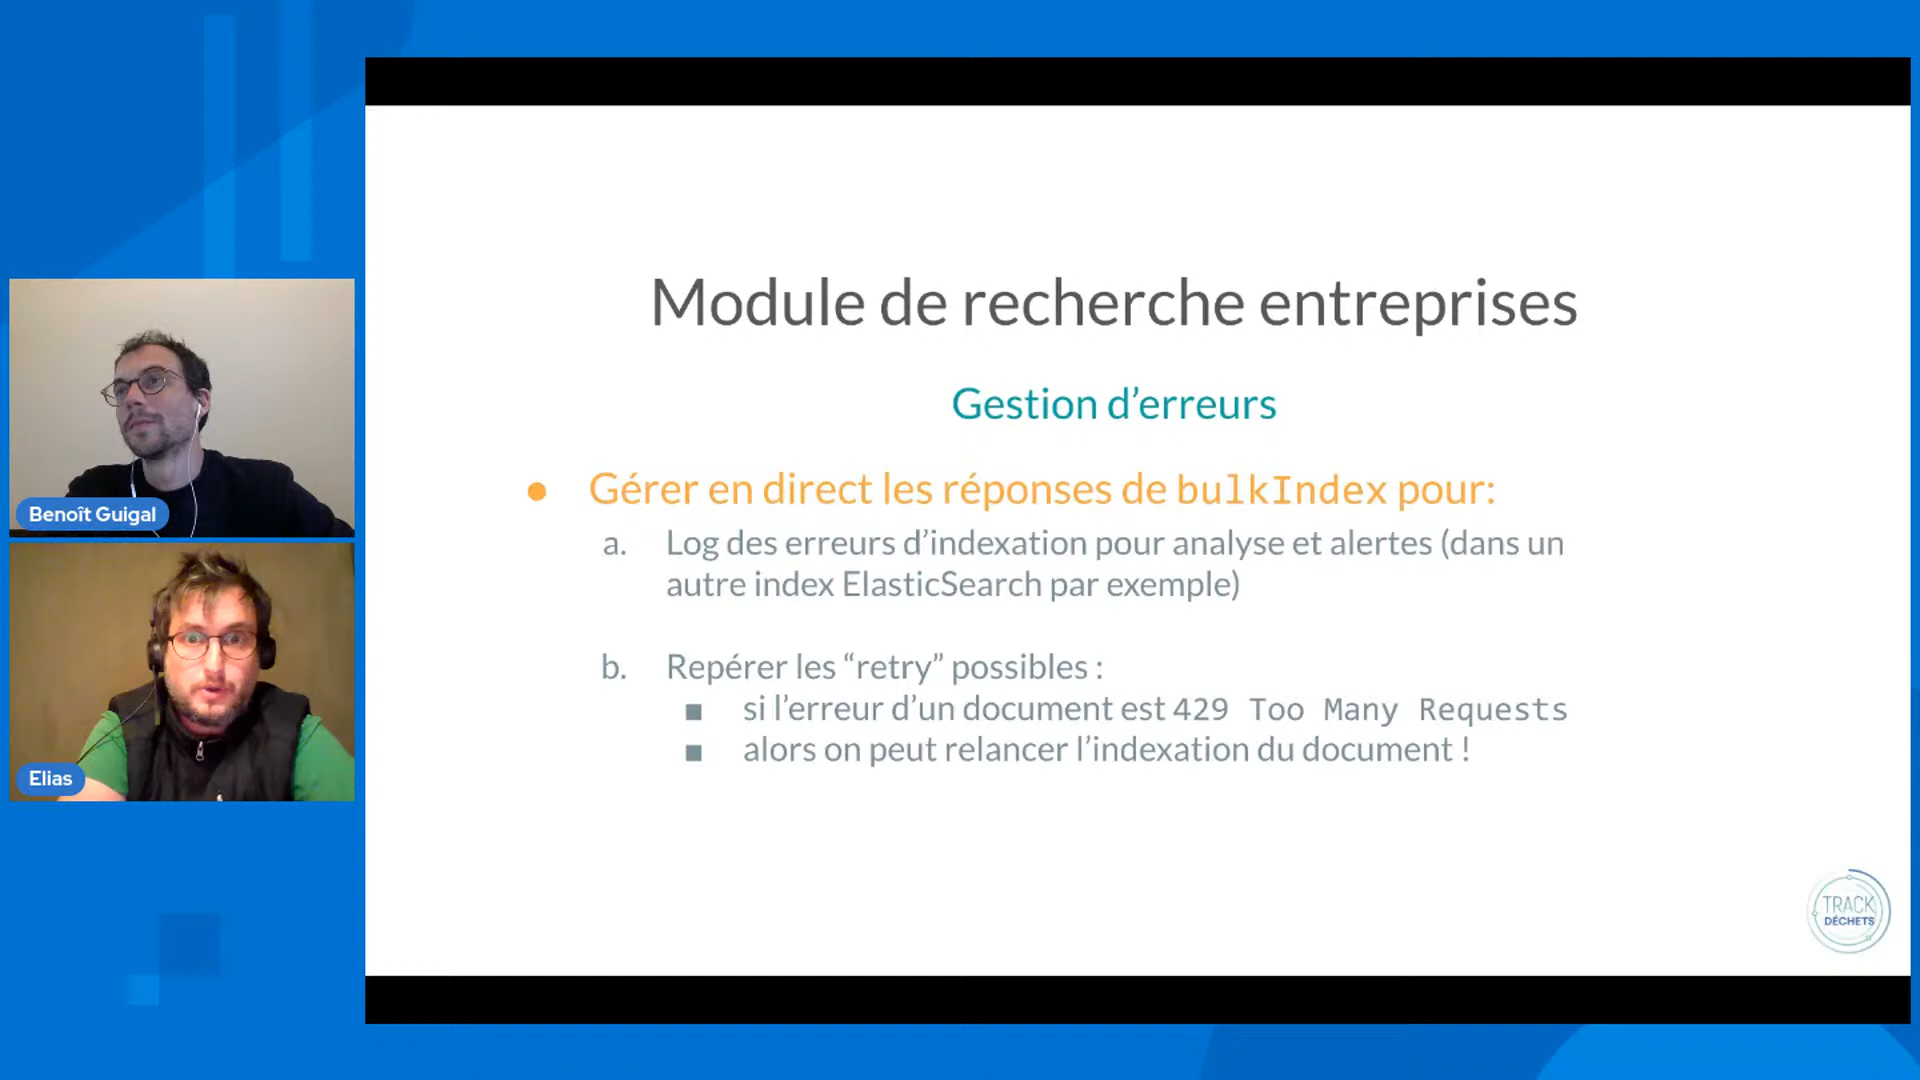 Module de recherche entreprises
Gestion d’erreurs
● Gérer en direct les réponses de bulkIndex pour:
a. Log des erreurs d’indexation pour analyse et alertes (dans un
autre index ElasticSearch par exemple)
b. Repérer les “retry” possibles :
■ si l’erreur d’un document est 429 Too Many Requests
■ alors on peut relancer l’indexation du document !
Benoît Guigal
Elias
TRACK
DÉCHETS